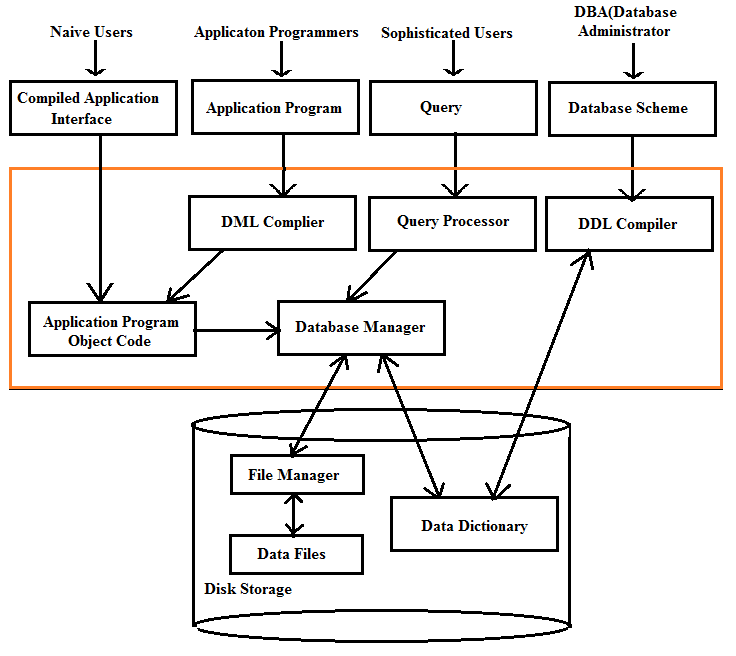 Naive Users
Applicaton Programmers
Sophisticated Users
DBA(Database
Administrator
Compiled Application
Interface
Application Program
Query
Database Scheme
DML Complier
Query Processor
DDL Compiler
Application Program
Object Code
Database Manager
File Manager
Data Dictionary
Data Files
Disk Storage